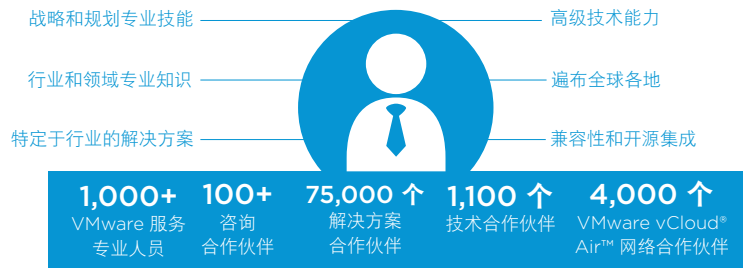 战略和规划专业技能
高级技术能力
行业和领域专业知识
遍布全球各地
特定于行业的解决方案
兼容性和开源集成
1,000+
VMware 服务
专业人员
100+
咨询
合作伙伴
75,000 个
解决方案
合作伙伴
1,100 个
技术合作伙伴
4,000 个
VMware vCloud®
Air™ 网络合作伙伴